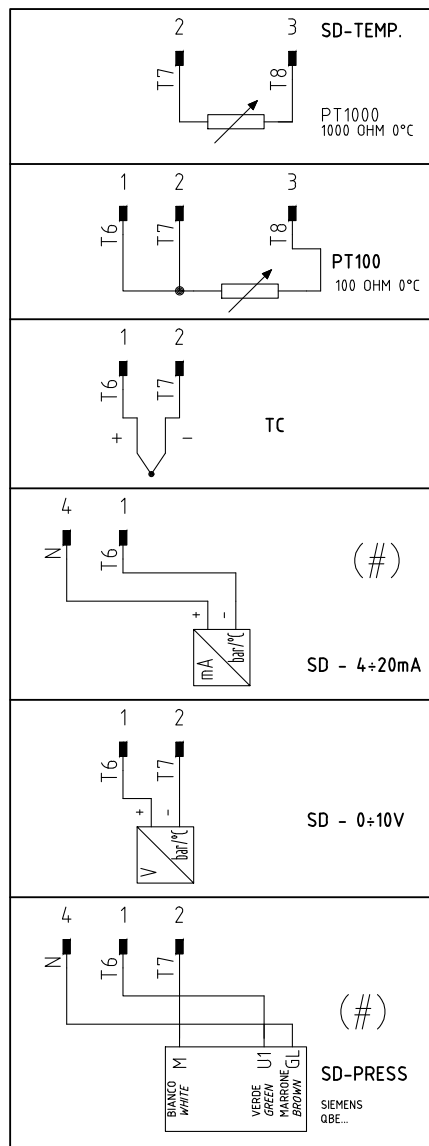 2 3 SD-TEMP.
T7 T8
PT1000
1000 OHM 0°C
1 2 3
T6 T7 T8
PT100
100 OHM 0°C
1 2
T6 T7
+ -
TC
4 1
N T6
(#)
+ -
mA bar/°C
SD - 4÷20mA
1 2
T6 T7
+ -
V bar/°C
SD - 0÷10V
4 1 2
N T6 T7
(#)
M U1 GL
BIANCO VERDE MARRONE
WHITE GREEN BROWN
SD-PRESS
SIEMENS
QBE...